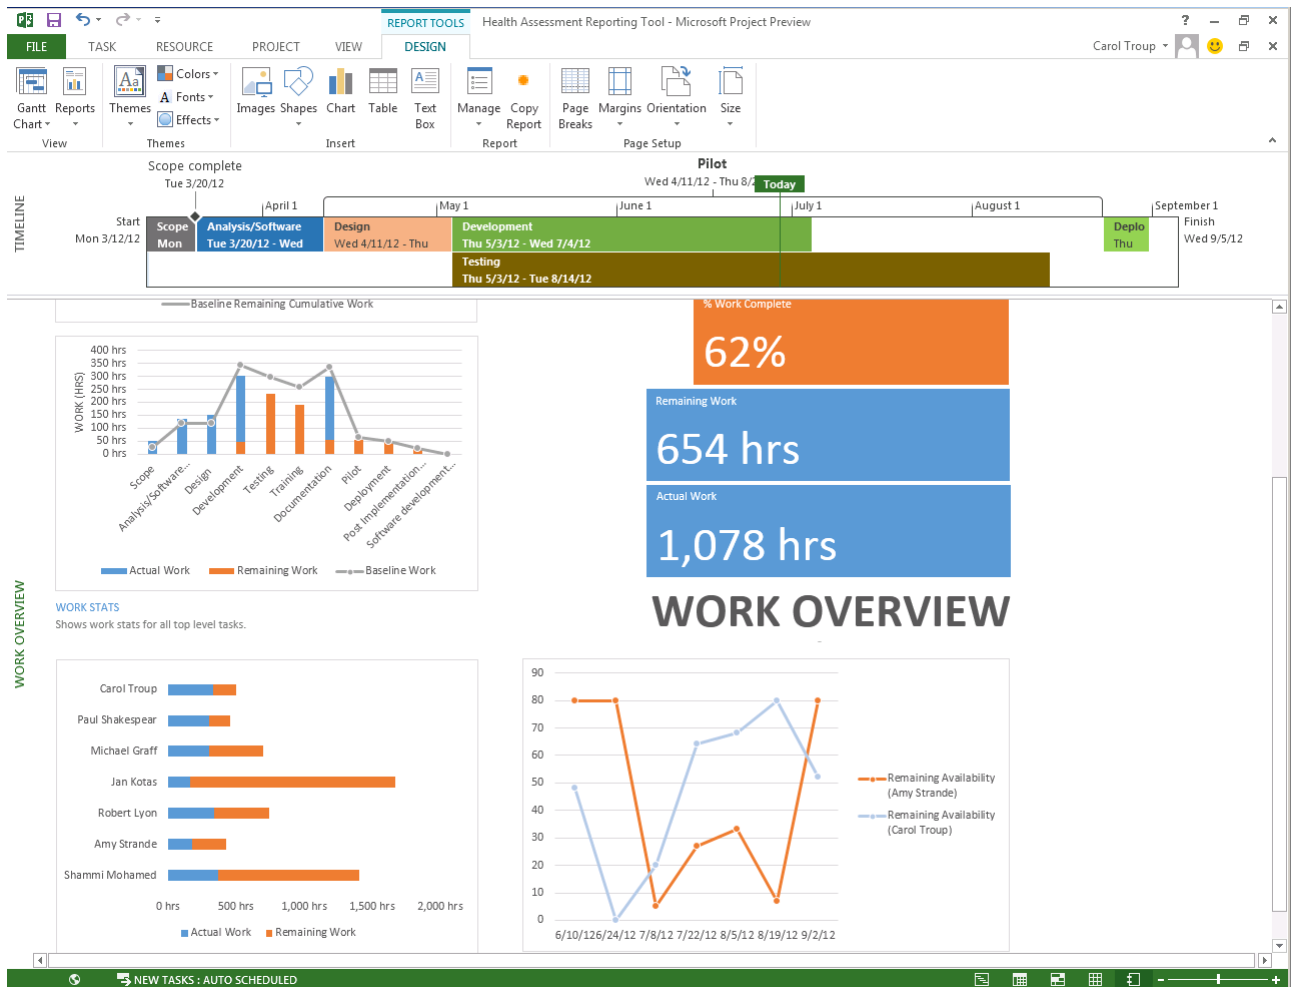 REPORT TOOLS
Health Assessment Reporting Tool - Microsoft Project Preview
?
FILE
TASK
RESOURCE
PROJECT
VIEW
DESIGN
Carol Troup
Gantt Chart
Reports
Themes
Aa
Colors
A Fonts
Effects
Images
Shapes
Chart
Table
Text Box
Manage
Copy Report
Page Breaks
Margins
Orientation
Size
View
Themes
Insert
Report
Page Setup
TIMELINE
Scope complete
Tue 3/20/12
Pilot
Wed 4/11/12 - Thu 8/2
Today
April 1
May 1
June 1
July 1
August 1
September 1
Start
Mon 3/12/12
Scope
Mon
Analysis/Software
Tue 3/20/12 - Wed
Design
Wed 4/11/12 - Thu
Development
Thu 5/3/12 - Wed 7/4/12
Deplo
Thu
Finish
Wed 9/5/12
Testing
Thu 5/3/12 - Tue 8/14/12
WORK OVERVIEW
Baseline Remaining Cumulative Work
WORK (HRS)
400 hrs
350 hrs
300 hrs
250 hrs
200 hrs
150 hrs
100 hrs
50 hrs
0 hrs
Scope
Analysis/Software...
Design
Development
Testing
Training
Documentation
Pilot
Deployment
Post Implementation...
Software development...
Actual Work
Remaining Work
Baseline Work
WORK STATS
Shows work stats for all top level tasks.
% Work Complete
62%
Remaining Work
654 hrs
Actual Work
1,078 hrs
WORK OVERVIEW
Carol Troup
Paul Shakespear
Michael Graff
Jan Kotas
Robert Lyon
Amy Strande
Shammi Mohamed
0 hrs
500 hrs
1,000 hrs
1,500 hrs
2,000 hrs
Actual Work
Remaining Work
90
80
70
60
50
40
30
20
10
0
6/10/12
6/24/12
7/8/12
7/22/12
8/5/12
8/19/12
9/2/12
Remaining Availability
(Amy Strande)
Remaining Availability
(Carol Troup)
NEW TASKS : AUTO SCHEDULED